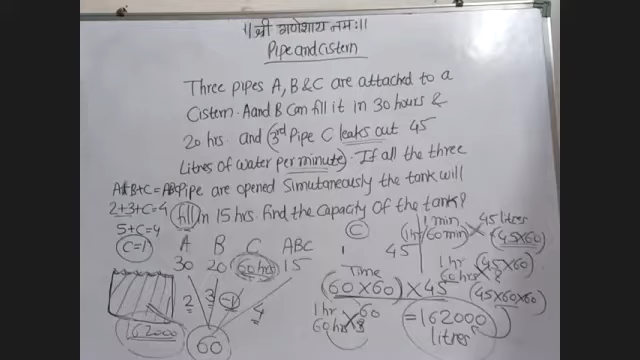 ॥ श्री गणेशाय नमः ॥
Pipe and cistern
Three pipes A, B & C are attached to a
Cistern. A and B Can fill it in 30 hours &
20 hrs. and (3rd Pipe C leaks out 45
Litres of water per minute). If all the three
Pipe are opened Simutaneously the tank will
fill in 15 hrs. Find the Capacity of the tank?
A+B+C=
2+3+C=4
5+C=4
C=1
A B C ABC
30 20 60 hrs 15
2 3 -1 4
60
162000
C
1 min
45 litres
(1 hr
60 min)
(45×60)
45
1 hr
(45×60)
60 hrs
(45×60×60)
Time
(60×60)×45
1 hr
60
60 hrs
=162000
litres